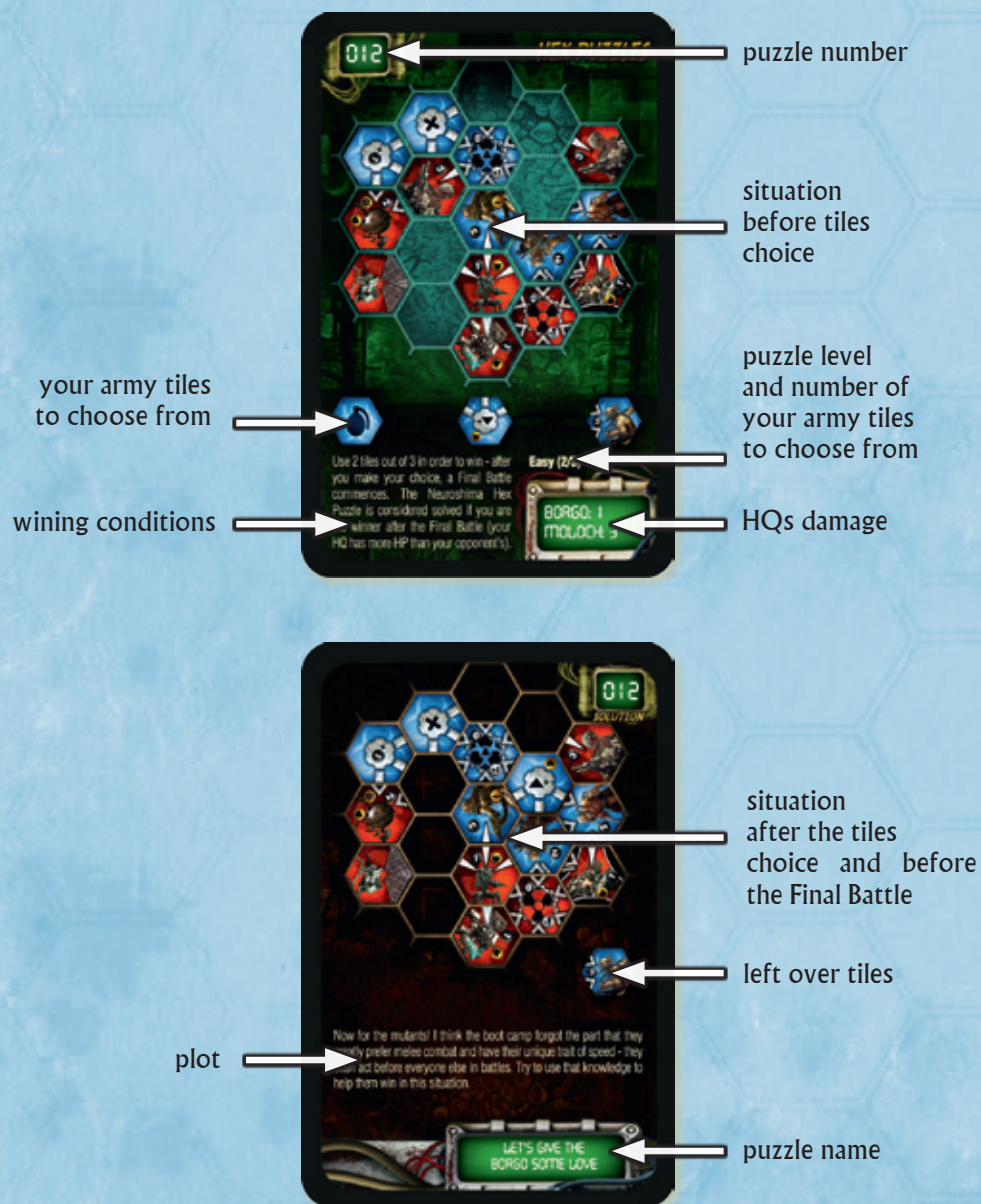 012
HEX PUZZLES
puzzle number
situation
before tiles
choice
puzzle level
and number of
your army tiles
to choose from
your army tiles
to choose from
Use 2 tiles out of 3 in order to win - after
you make your choice, a Final Battle
commences. The Neuroshima Hex
Puzzle is considered solved if you are
winner after the Final Battle (your
HQ has more HP than your opponent's).
Easy (2/
BORGO: 1
MOLOCH:
wining conditions
HQs damage
012
SOLUTION
situation
after the tiles
choice and before
the Final Battle
left over tiles
Now for the mutants! I think the boot camp forgot the part that they
prefer melee combat and have their unique trait of speed - they
act before everyone else in battles. Try to use that knowledge to
help them win in this situation.
plot
LET'S GIVE THE
BORGO SOME LOVE
puzzle name